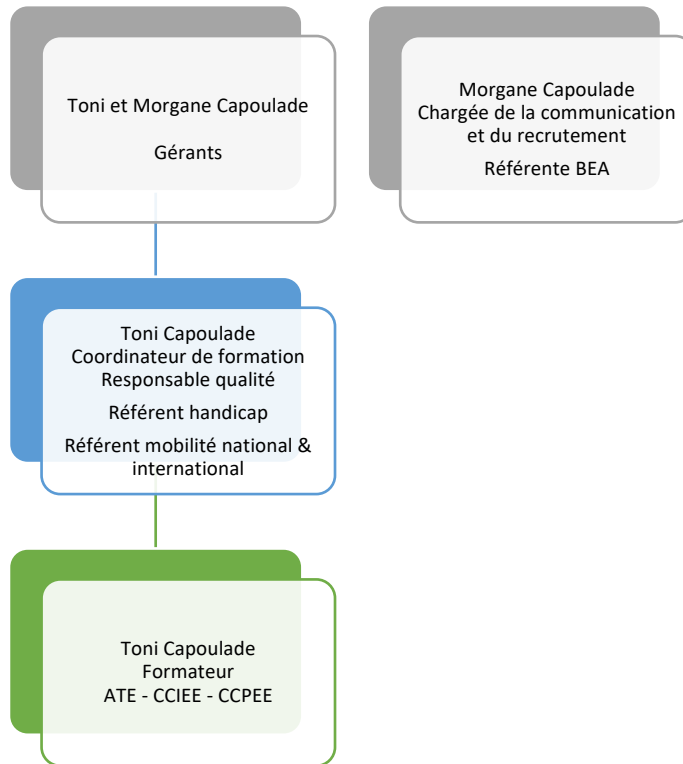 Toni et Morgane Capoulade
Gérants
Morgane Capoulade
Chargée de la communication
et du recrutement
Référente BEA
Toni Capoulade
Coordinateur de formation
Responsable qualité
Référent handicap
Référent mobilité national &
international
Toni Capoulade
Formateur
ATE - CCIEE - CCPEE